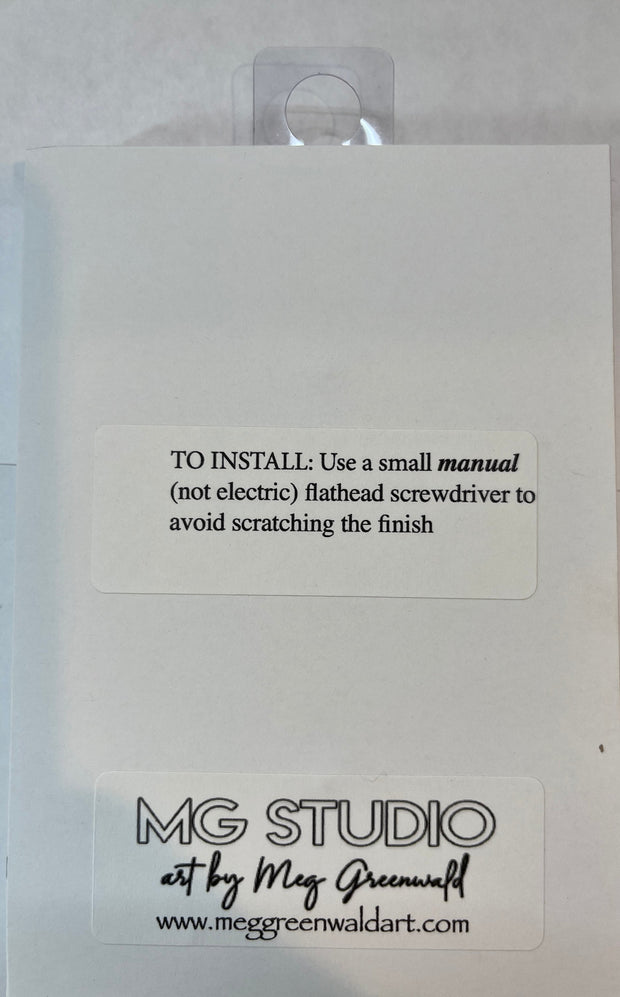 TO INSTALL: Use a small manual
(not electric) flathead screwdriver to
avoid scratching the finish
MG STUDIO
art by Meg Greenwald
www.meggreenwaldart.com